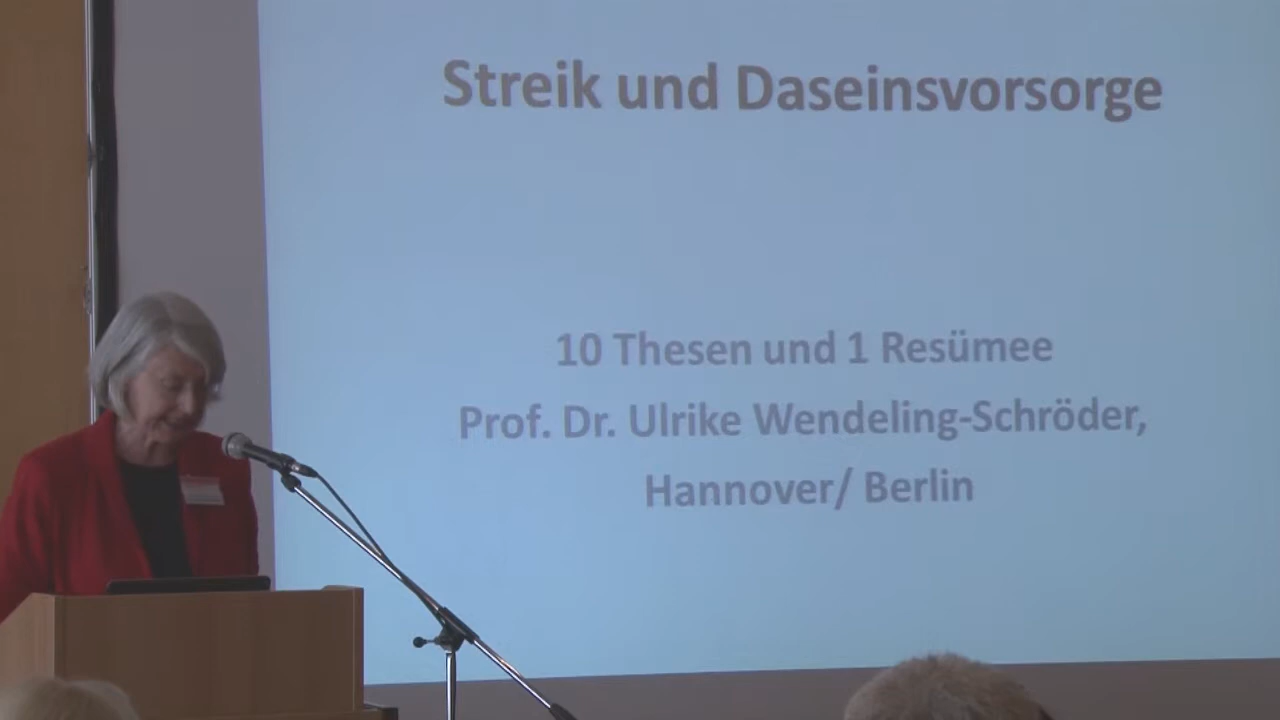 Streik und Daseinsvorsorge
10 Thesen und 1 Resümee
Prof. Dr. Ulrike Wendeling-Schröder,
Hannover/ Berlin